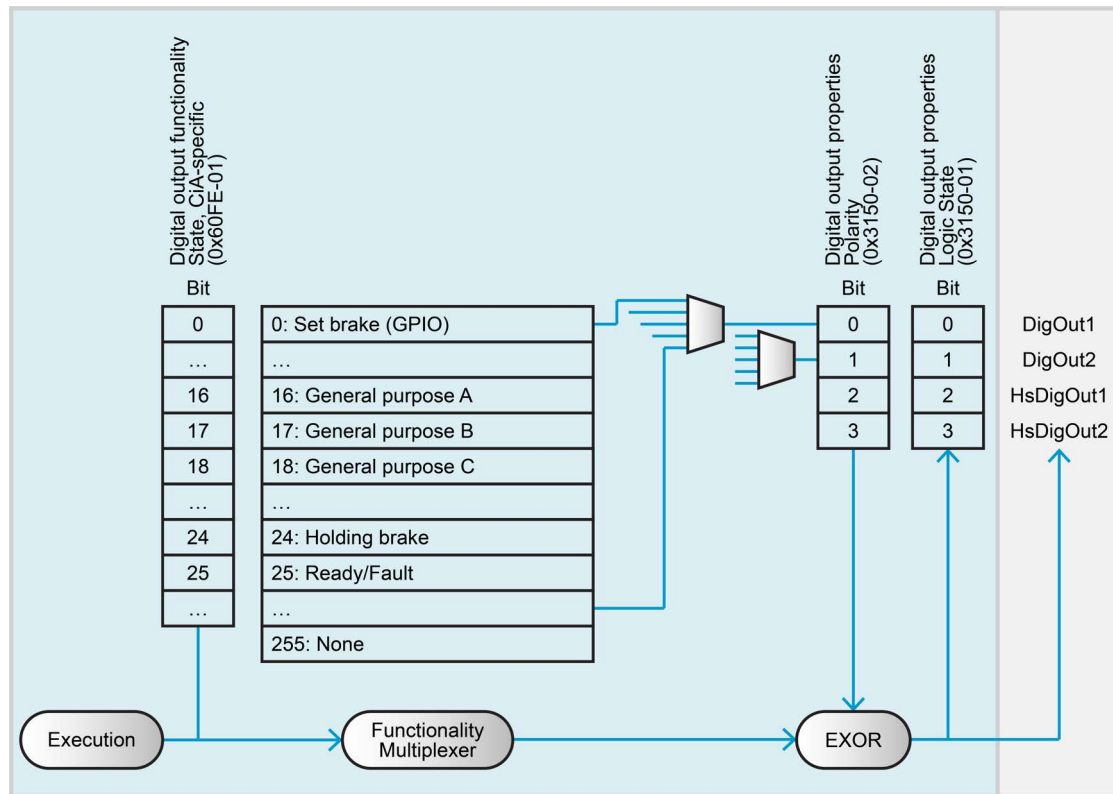 Digital output functionality
State, CiA-specific
(0x60FE-01)
Digital output properties
Polarity
(0x3150-02)
Digital output properties
Logic State
(0x3150-01)
Bit
Bit
Bit
0
0: Set brake (GPIO)
0
0
DigOut1
...
...
1
1
DigOut2
16
16: General purpose A
2
2
HsDigOut1
17
17: General purpose B
3
3
HsDigOut2
18
18: General purpose C
...
...
24
24: Holding brake
25
25: Ready/Fault
...
...
255: None
Execution
Functionality
Multiplexer
EXOR